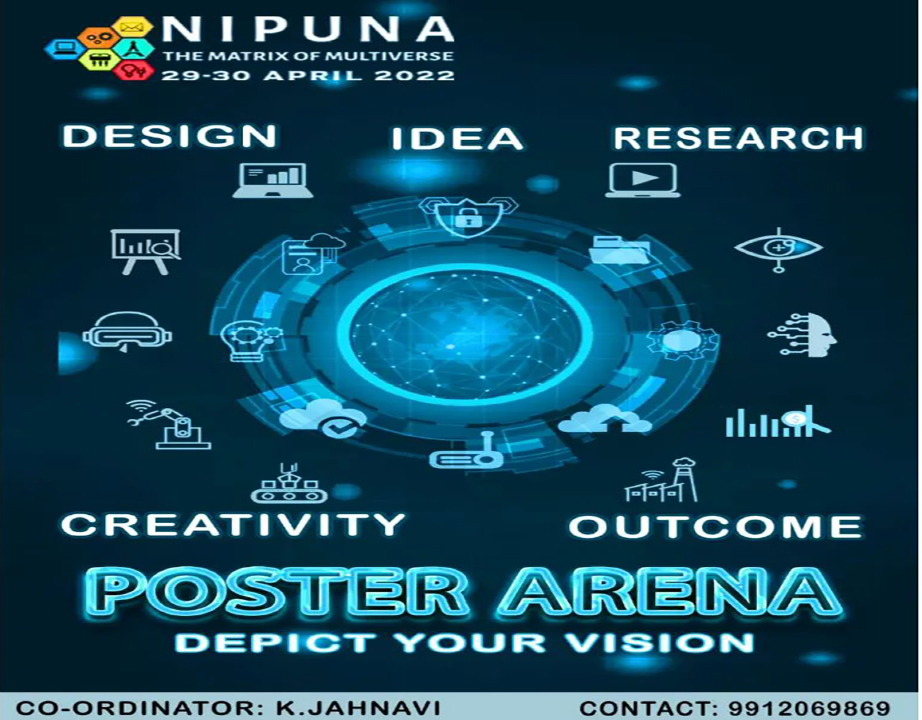 NIPUNA
THE MATRIX OF MULTIVERSE
29-30 APRIL 2022
DESIGN IDEA RESEARCH
CREATIVITY OUTCOME
POSTER ARENA
DEPICT YOUR VISION
CO-ORDINATOR: K.JAHNAVI CONTACT: 9912069869